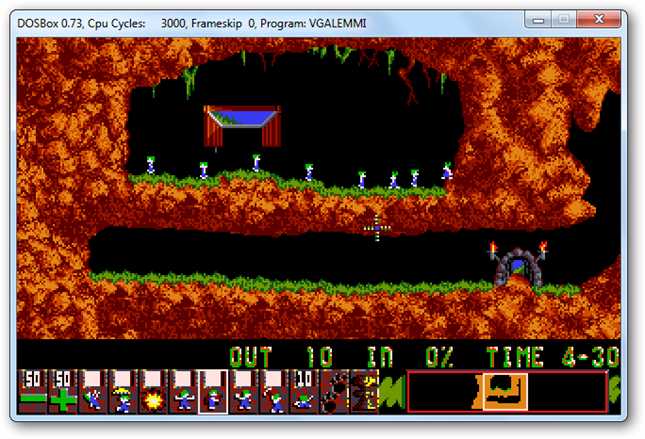 DOSBox 0.73, Cpu Cycles: 3000, Frameskip 0, Program: VGALEMMI
OUT 10 IN 0% TIME 4-30
50 50 10